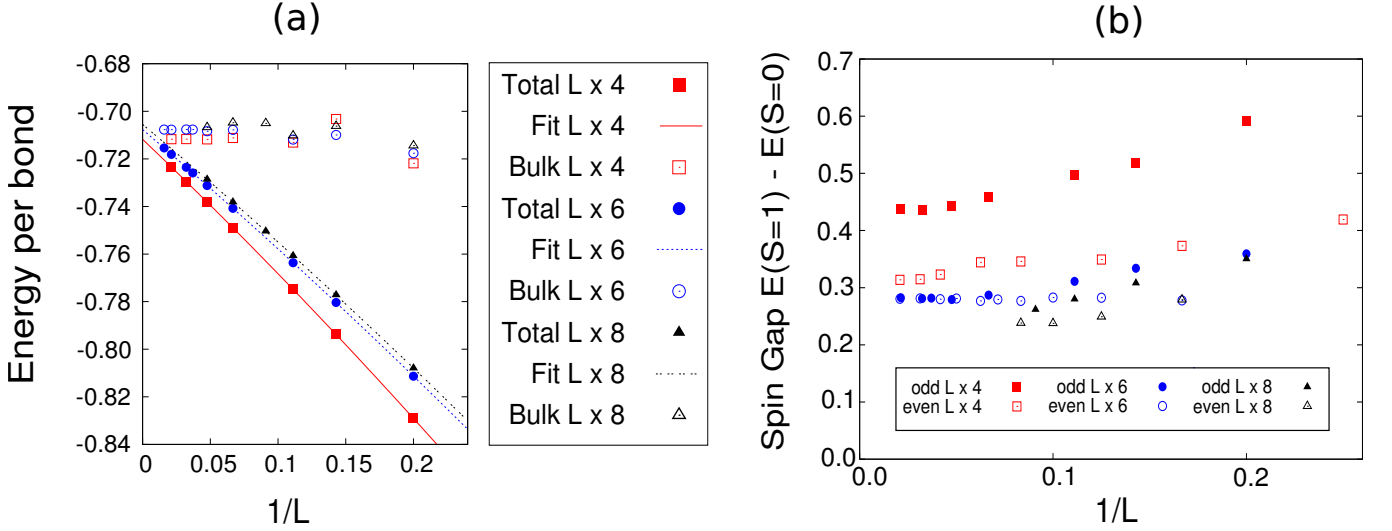 (a)
Energy per bond
-0.68
-0.70
-0.72
-0.74
-0.76
-0.78
-0.80
-0.82
-0.84
0
0.05
0.1
0.15
0.2
1/L
Total L x 4
Fit L x 4
Bulk L x 4
Total L x 6
Fit L x 6
Bulk L x 6
Total L x 8
Fit L x 8
Bulk L x 8
(b)
Spin Gap E(S=1) - E(S=0)
0.7
0.6
0.5
0.4
0.3
0.2
0.1
0.0
0.0
0.1
0.2
1/L
odd L x 4
even L x 4
odd L x 6
even L x 6
odd L x 8
even L x 8